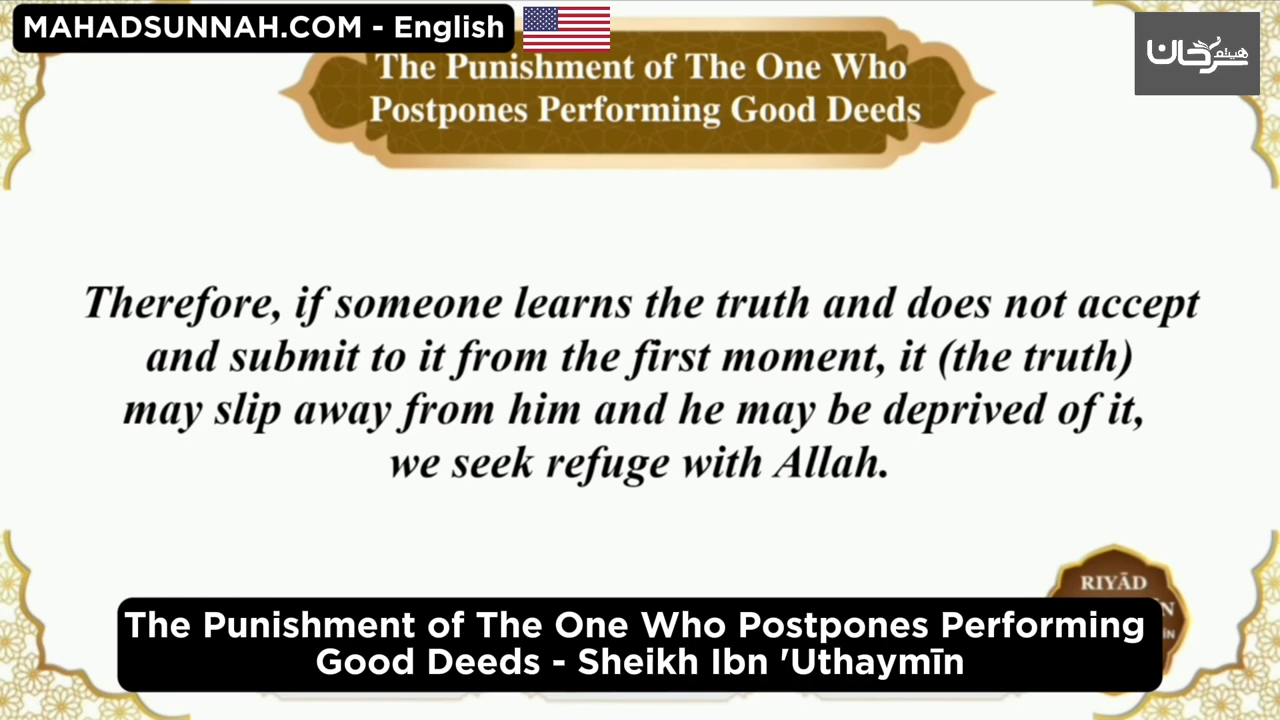 MAHADSUNNAH.COM - English
هيثم
سرحان
The Punishment of The One Who
Postpones Performing Good Deeds
Therefore, if someone learns the truth and does not accept
and submit to it from the first moment, it (the truth)
may slip away from him and he may be deprived of it,
we seek refuge with Allah.
RIYĀD
The Punishment of The One Who Postpones Performing
Good Deeds - Sheikh Ibn 'Uthaymīn